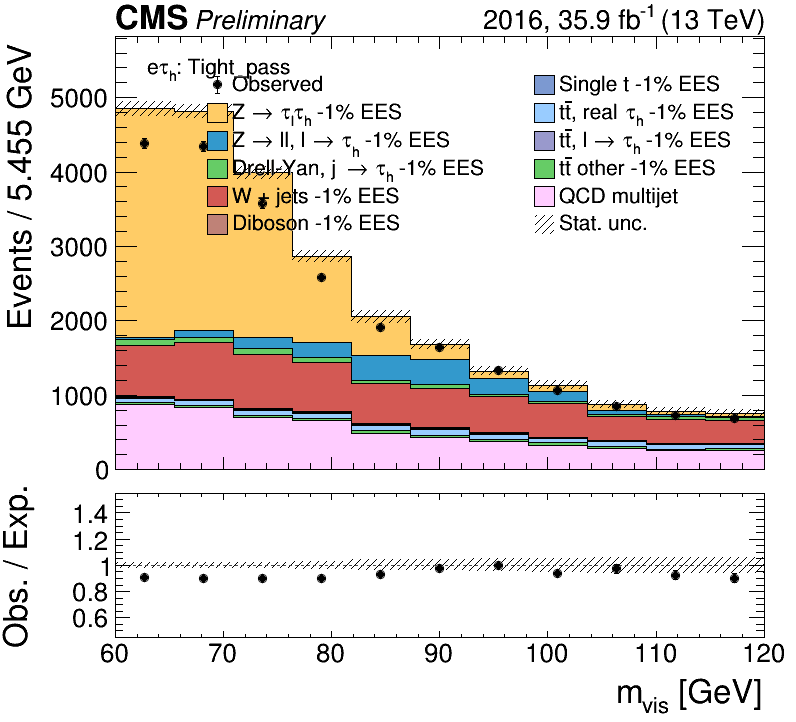 CMS Preliminary 2016, 35.9 fb⁻¹ (13 TeV)
eτh: Tight_pass
Observed
Z → τlτh -1% EES
Z → ll, l → τh -1% EES
Drell-Yan, j → τh -1% EES
W + jets -1% EES
Diboson -1% EES
Single t -1% EES
tt̄, real τh -1% EES
tt̄, l → τh -1% EES
tt̄ other -1% EES
QCD multijet
Stat. unc.
Events / 5.455 GeV
5000
4000
3000
2000
1000
0
Obs. / Exp.
1.4
1.2
1
0.8
0.6
60 70 80 90 100 110 120
mvis [GeV]